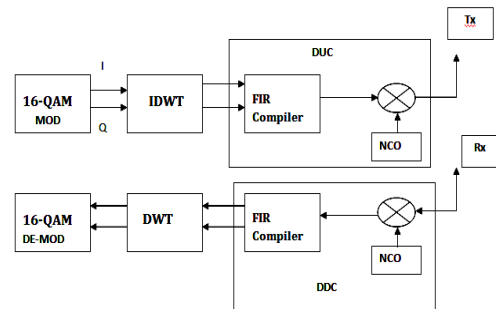 Tx
DUC
I
16-QAM
MOD
Q
IDWT
FIR
Compiler
NCO
Rx
16-QAM
DE-MOD
DWT
FIR
Compiler
NCO
DDC